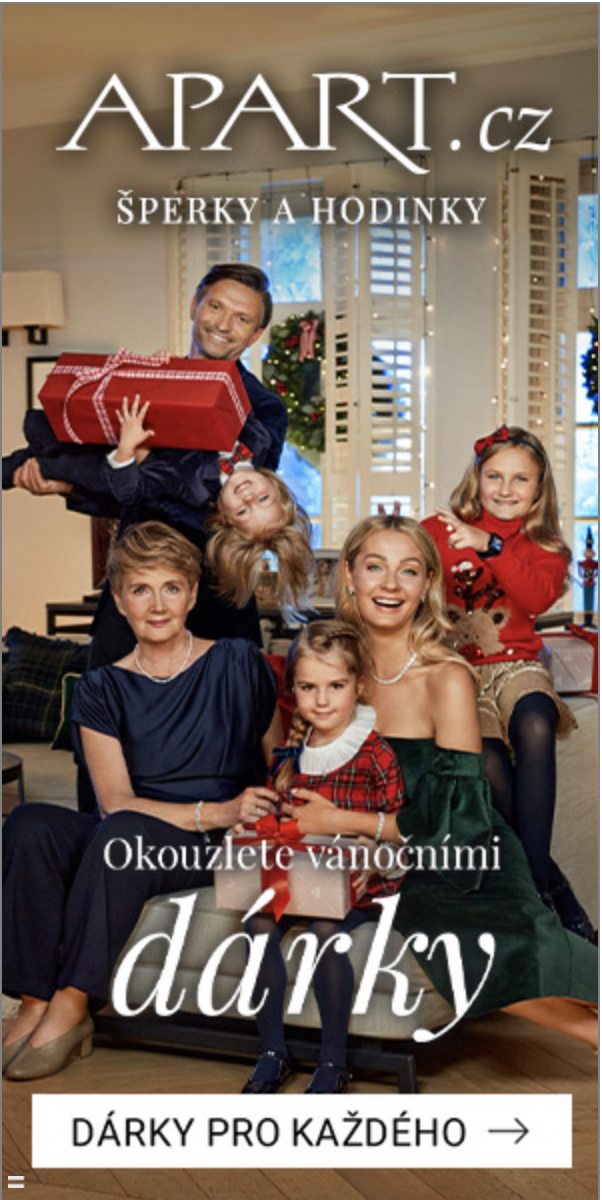 APART.cz
ŠPERKY A HODINKY
Okouzlete vánočními
dárky
DÁRKY PRO KAŽDÉHO →